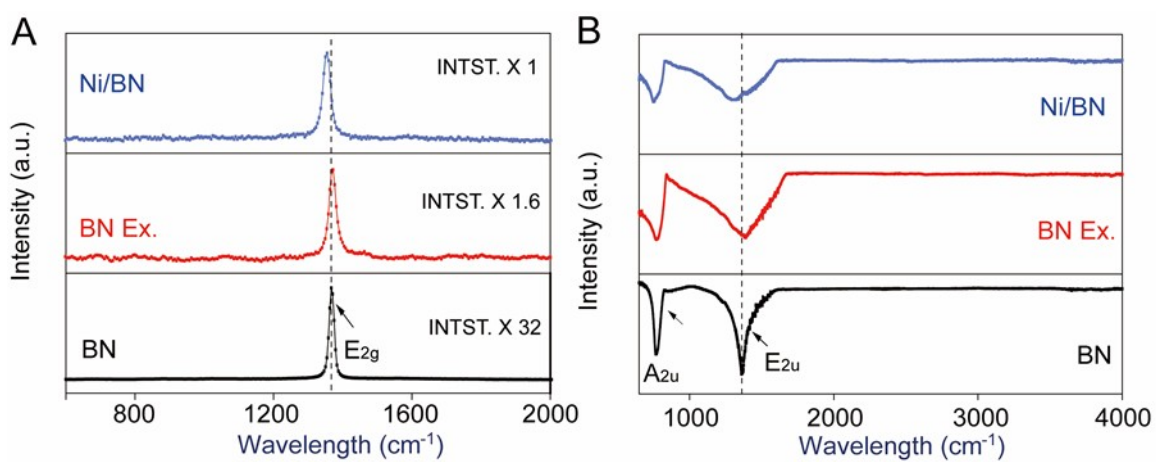 A
Intensity (a.u.)
Ni/BN
INTST. X 1
BN Ex.
INTST. X 1.6
BN
E2g
INTST. X 32
800
1200
1600
2000
Wavelength (cm-1)
B
Intensity (a.u.)
Ni/BN
BN Ex.
A2u
E2u
BN
1000
2000
3000
4000
Wavelength (cm-1)